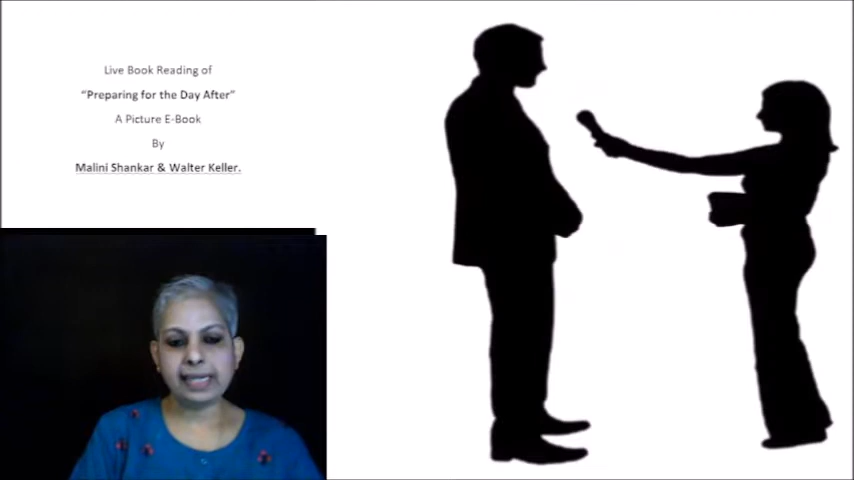 Live Book Reading of
“Preparing for the Day After”
A Picture E-Book
By
Malini Shankar & Walter Keller.